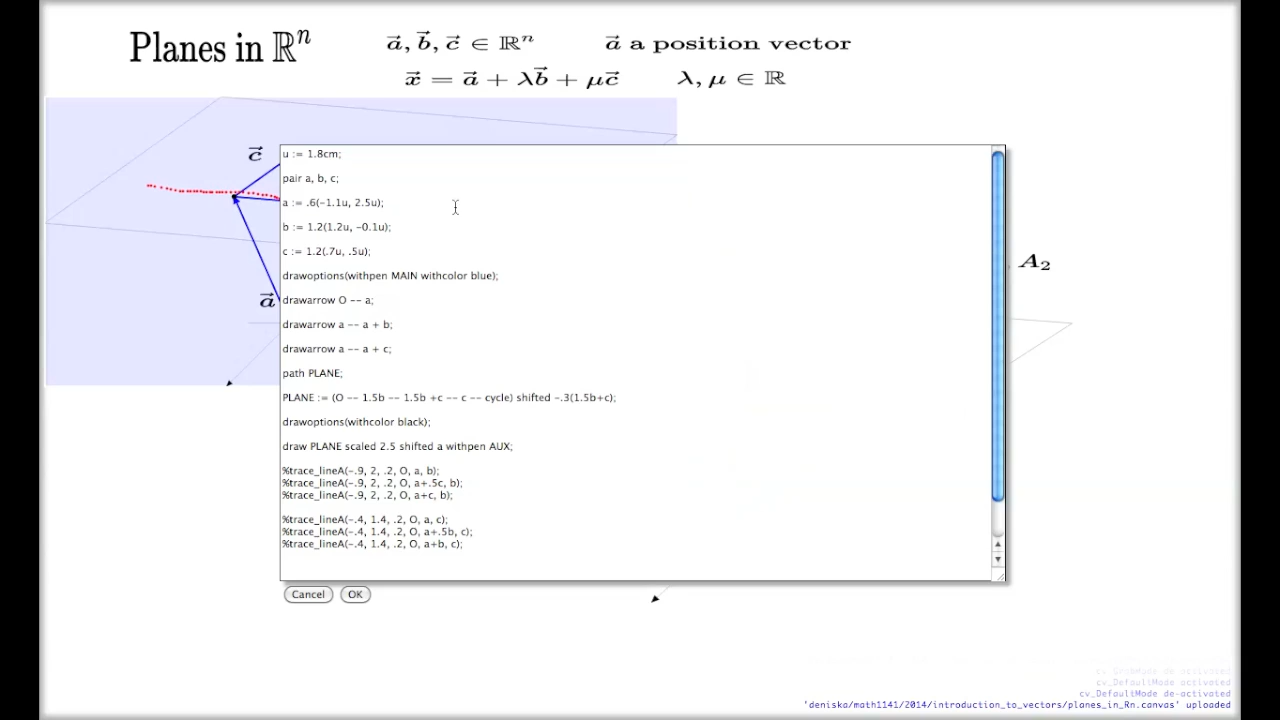 Planes in ℝⁿ
a⃗, b⃗, c⃗ ∈ ℝⁿ a⃗ a position vector
x⃗ = a⃗ + λb⃗ + μc⃗ λ, μ ∈ ℝ
c⃗
a⃗
A₂
u := 1.8cm;
pair a, b, c;
a := .6(-1.1u, 2.5u);
b := 1.2(1.2u, -0.1u);
c := 1.2(.7u, .5u);
drawoptions(withpen MAIN withcolor blue);
drawarrow O -- a;
drawarrow a -- a + b;
drawarrow a -- a + c;
path PLANE;
PLANE := (O -- 1.5b -- 1.5b +c -- c -- cycle) shifted -.3(1.5b+c);
drawoptions(withcolor black);
draw PLANE scaled 2.5 shifted a withpen AUX;
%trace_lineA(-.9, 2, .2, O, a, b);
%trace_lineA(-.9, 2, .2, O, a+.5c, b);
%trace_lineA(-.9, 2, .2, O, a+c, b);
%trace_lineA(-.4, 1.4, .2, O, a, c);
%trace_lineA(-.4, 1.4, .2, O, a+.5b, c);
%trace_lineA(-.4, 1.4, .2, O, a+b, c);
Cancel OK
cv_GrabMode de-activated
cv_DefaultMode activated
cv_DefaultMode de-activated
'deniska/math1141/2014/introduction_to_vectors/planes_in_Rn.canvas' uploaded